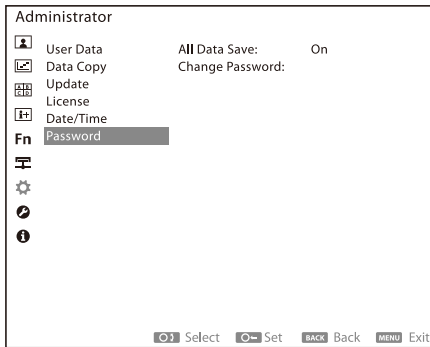 Administrator
User Data
All Data Save: On
Data Copy
Change Password:
A B
C D
Update
License
Date/Time
Fn
Password
Select Set BACK Back MENU Exit